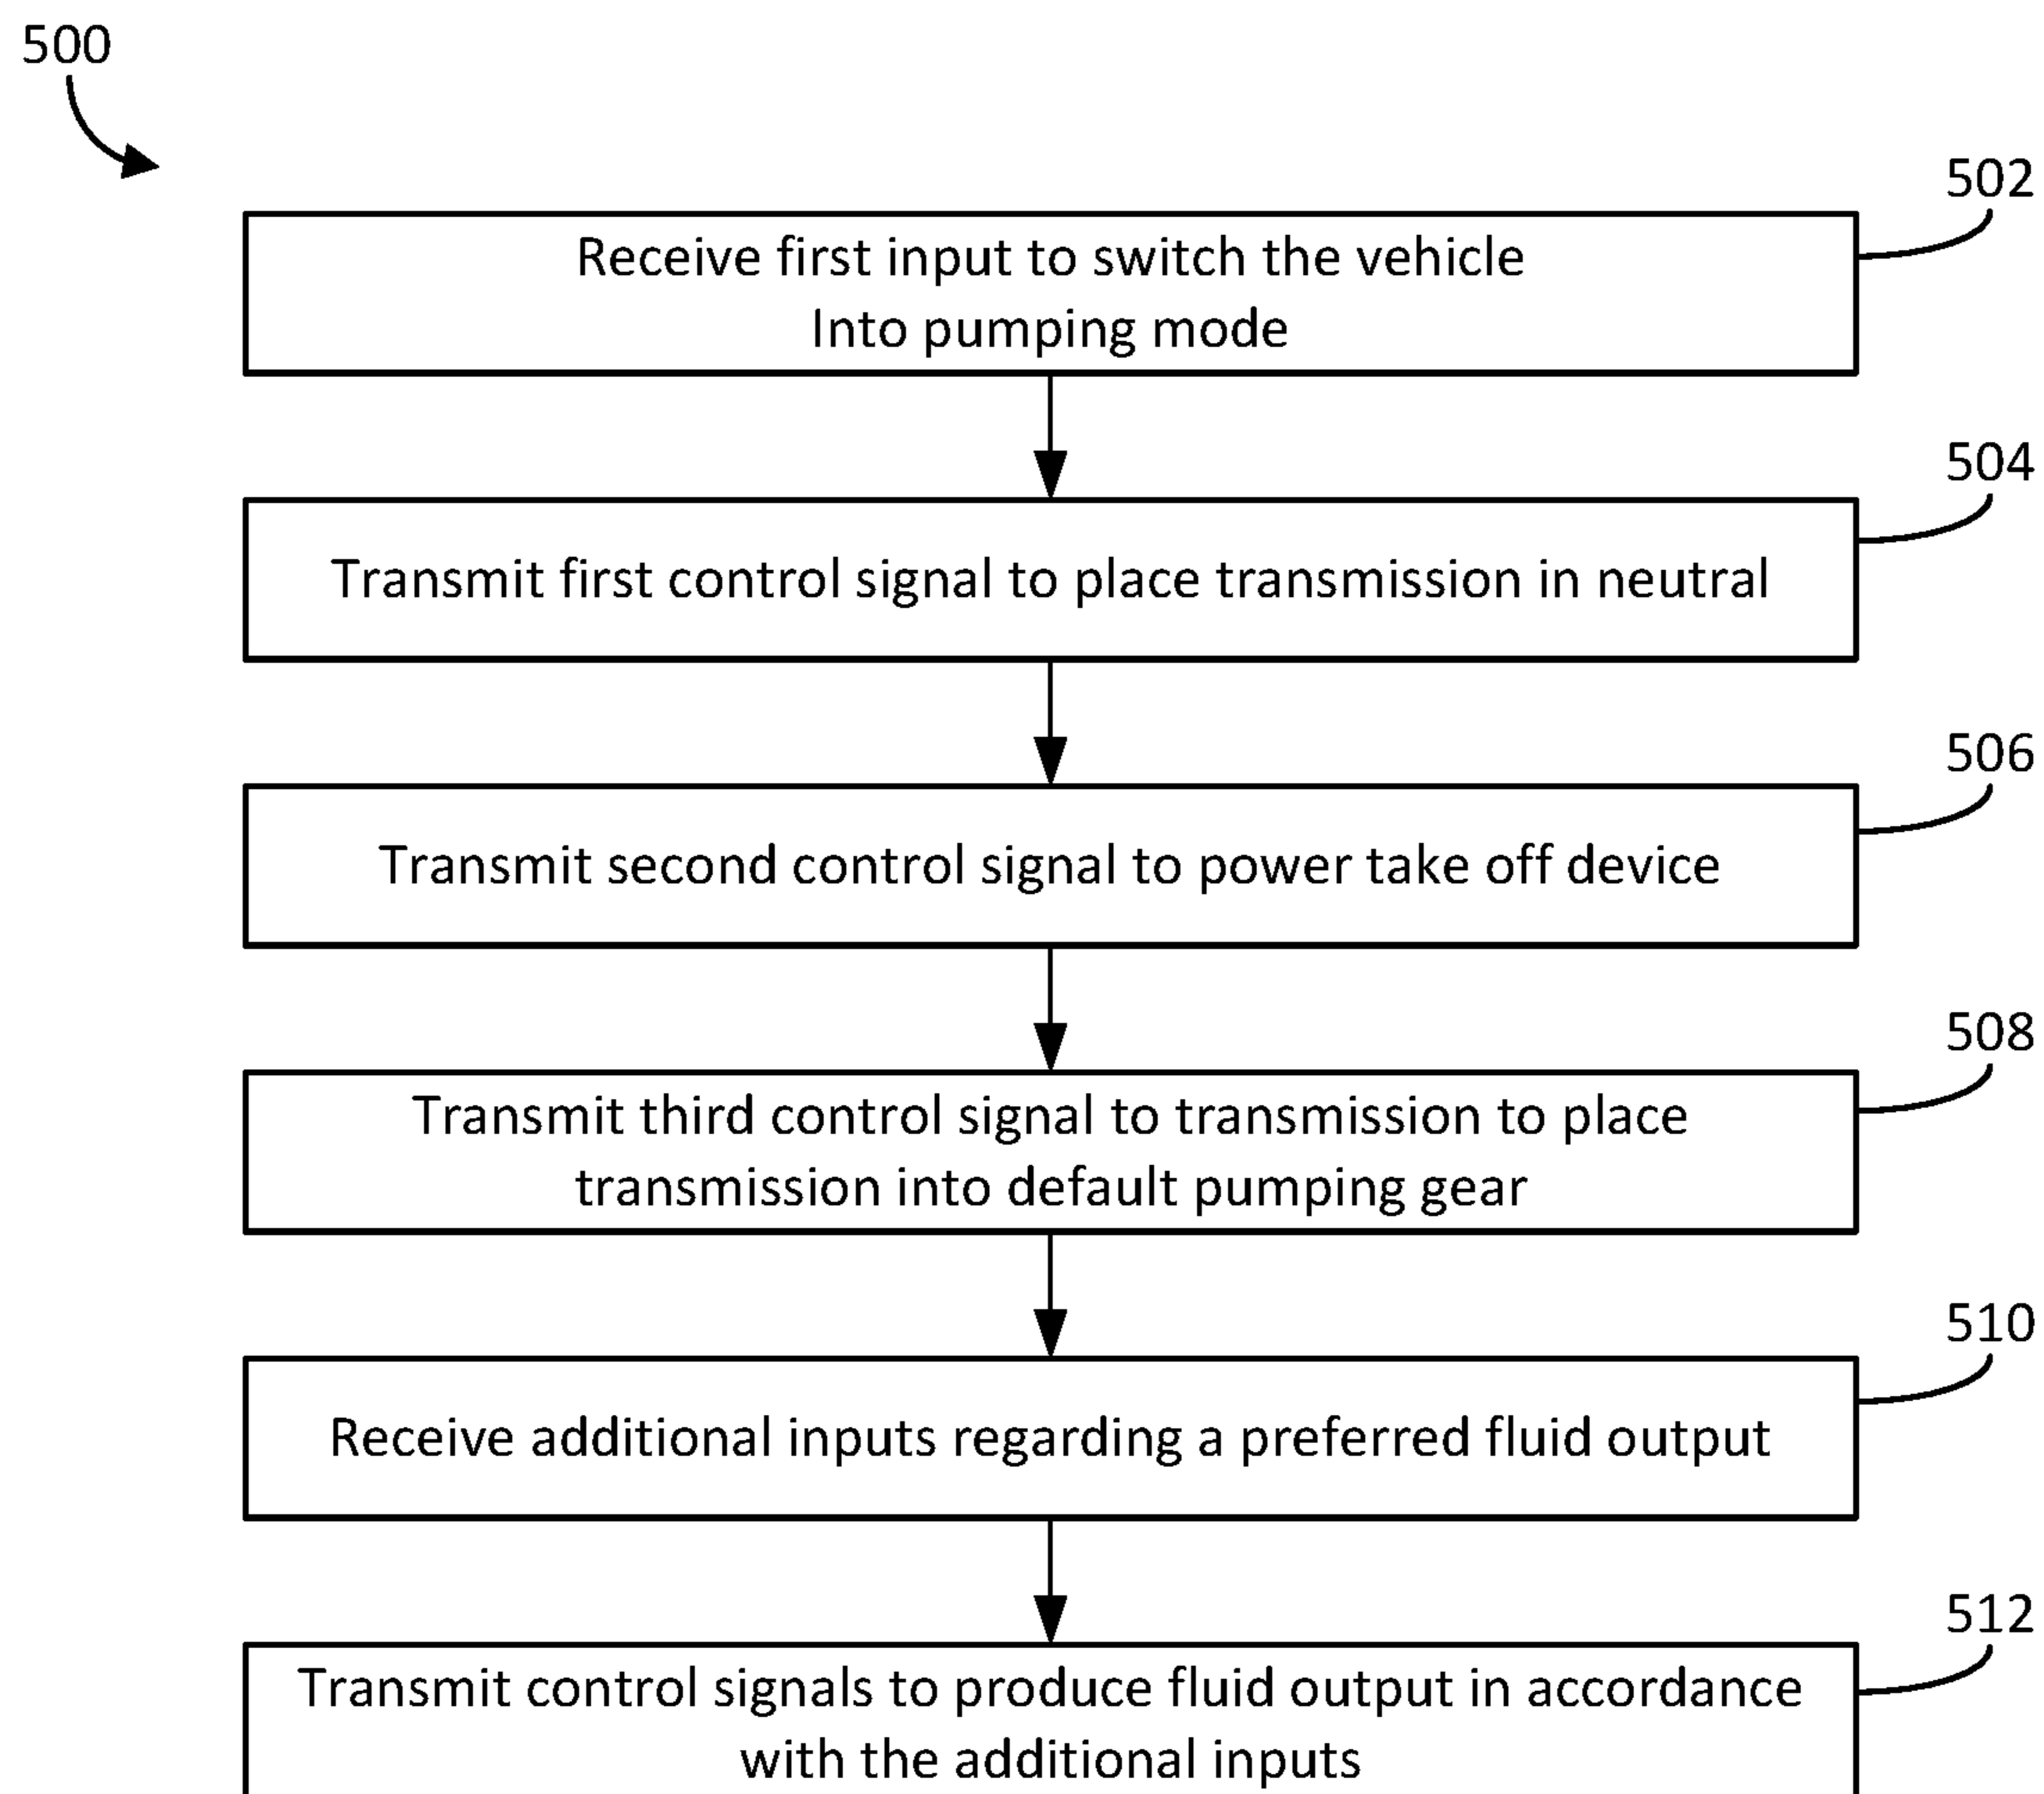 500
502
Receive first input to switch the vehicle
Into pumping mode
504
Transmit first control signal to place transmission in neutral
506
Transmit second control signal to power take off device
508
Transmit third control signal to transmission to place
transmission into default pumping gear
510
Receive additional inputs regarding a preferred fluid output
512
Transmit control signals to produce fluid output in accordance
with the additional inputs